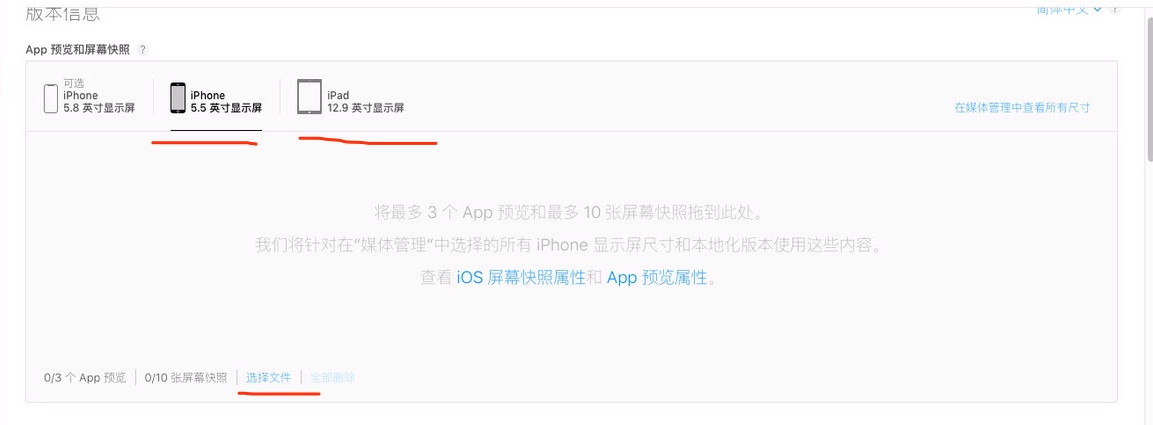 版本信息
简体中文 ?
App 预览和屏幕快照 ?
可选
iPhone
5.8 英寸显示屏
iPhone
5.5 英寸显示屏
iPad
12.9 英寸显示屏
在媒体管理中查看所有尺寸
将最多 3 个 App 预览和最多 10 张屏幕快照拖到此处。
我们将针对在“媒体管理”中选择的所有 iPhone 显示屏尺寸和本地化版本使用这些内容。
查看 iOS 屏幕快照属性和 App 预览属性。
0/3 个 App 预览 0/10 张屏幕快照 选择文件 全部删除